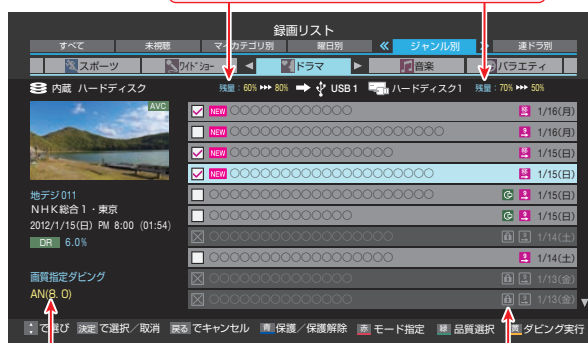 録画リスト
すべて 未視聴 マイカテゴリ別 曜日別 ジャンル別 連ドラ別
スポーツ ワイドショー ドラマ 音楽 バラエティ
内蔵 ハードディスク 残量:60% 80% USB 1 ハードディスク1 残量:70% 50%
AVC
NEW ○○○○○○○○○○○○ 1/16(月)
NEW ○○○○○○○○○○○○○○○○○○○○○ 1/16(月)
NEW ○○○○○○○○○○○○○○○○ 1/15(日)
NEW ○○○○○○○○○○○○○○○○○○○○ 1/15(日)
地デジ011
○○○○○○○○○○○○○○○○○○○○○○ 1/15(日)
NHK総合1・東京
○○○○○○○○○○○○○○ 1/15(日)
2012/1/15(日) PM 8:00 (01:54)
DR 6.0%
○○○○○○○○○○○○○○○○○○ 1/14(土)
○○○○○○○○○○○○○○○○○○ 1/14(土)
画質指定ダビング
○○○○○○○○○○○○○○ 1/13(金)
AN(8.0)
○○○○○○○○○○○○○○ 1/13(金)
で選び 決定 で選択/取消 戻る でキャンセル 青 保護/保護解除 赤 モード指定 緑 品質選択 黄 ダビング実行